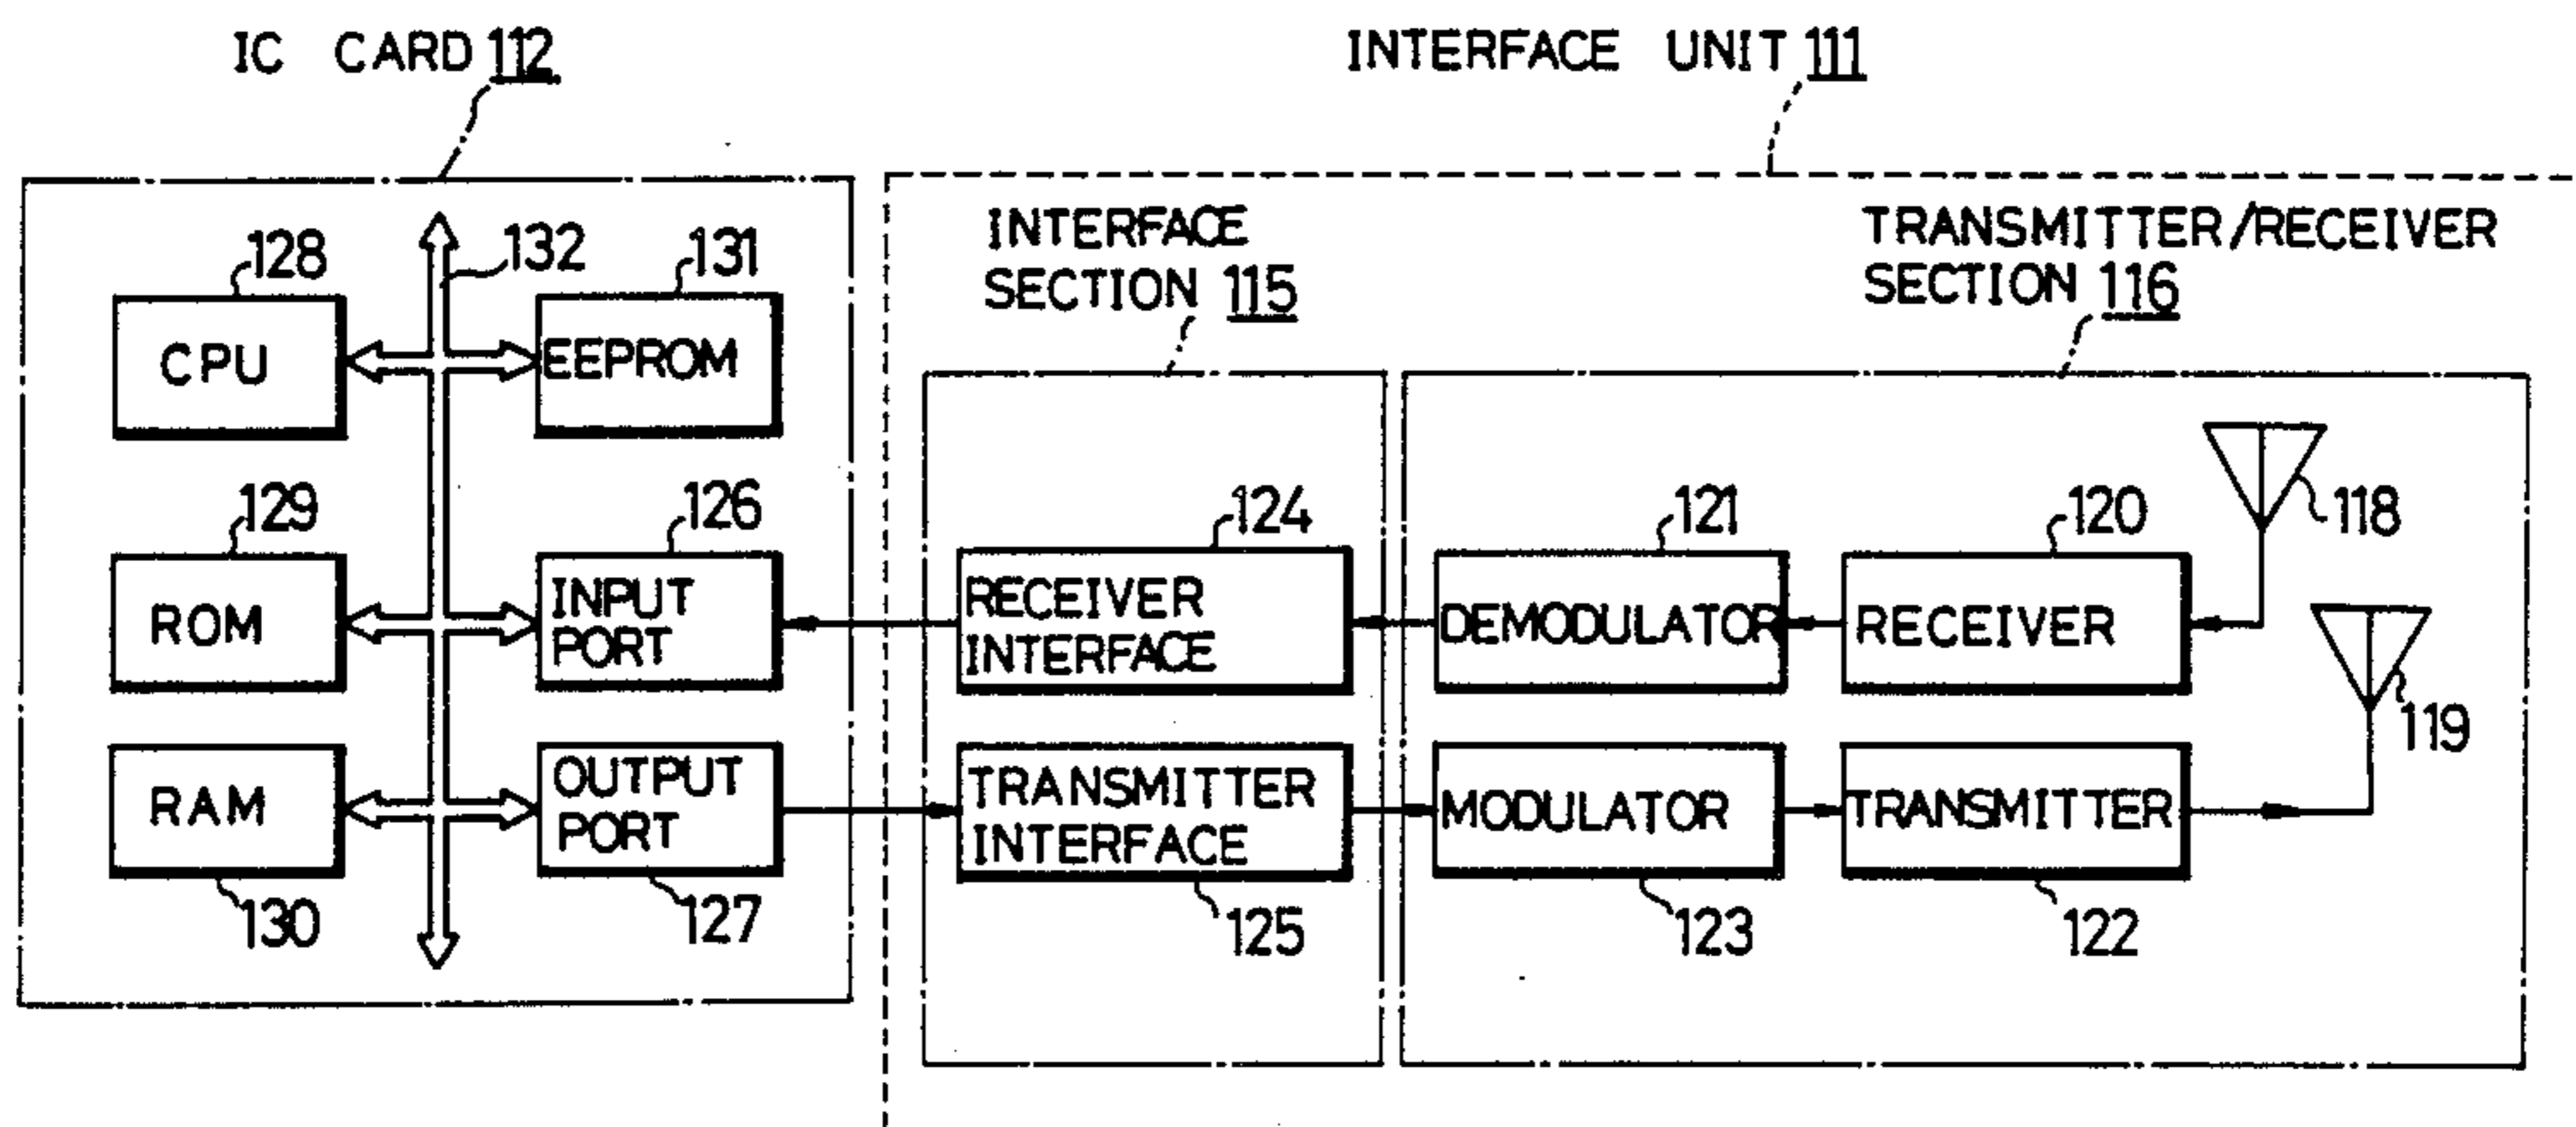 IC CARD 112
INTERFACE UNIT 111
INTERFACE
SECTION 115
TRANSMITTER/RECEIVER
SECTION 116
128
132
131
CPU
EEPROM
129
126
124
121
120
118
ROM
INPUT
PORT
RECEIVER
INTERFACE
DEMODULATOR
RECEIVER
119
RAM
OUTPUT
PORT
TRANSMITTER
INTERFACE
MODULATOR
TRANSMITTER
130
127
125
123
122